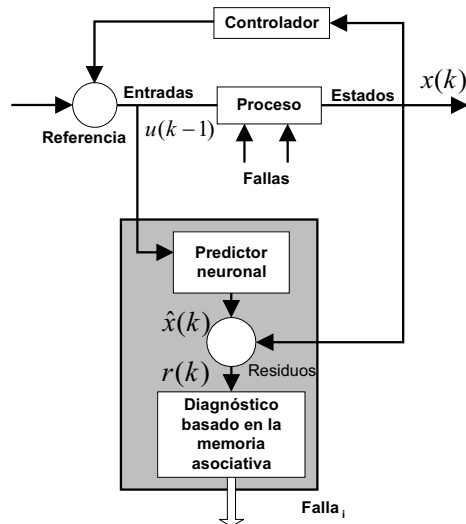 Controlador
x(k)
Entradas
Proceso
Estados
Referencia
u(k−1)
Fallas
Predictor
neuronal
x̂(k)
r(k)
Residuos
Diagnóstico
basado en la
memoria
asociativa
Falla i